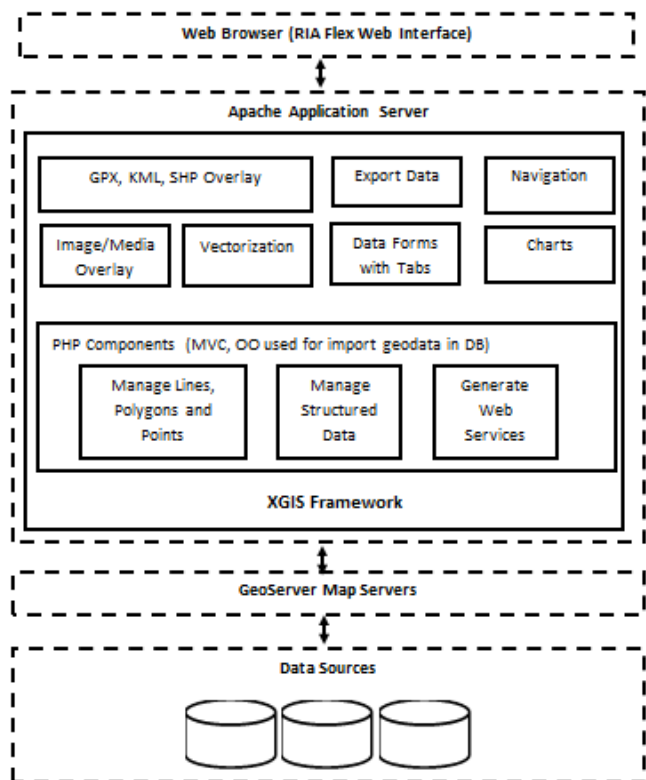 Web Browser (RIA Flex Web Interface)
Apache Application Server
GPX, KML, SHP Overlay
Export Data
Navigation
Image/Media
Overlay
Vectorization
Data Forms
with Tabs
Charts
PHP Components (MVC, OO used for import geodata in DB)
Manage Lines,
Polygons and
Points
Manage
Structured
Data
Generate
Web
Services
XGIS Framework
GeoServer Map Servers
Data Sources